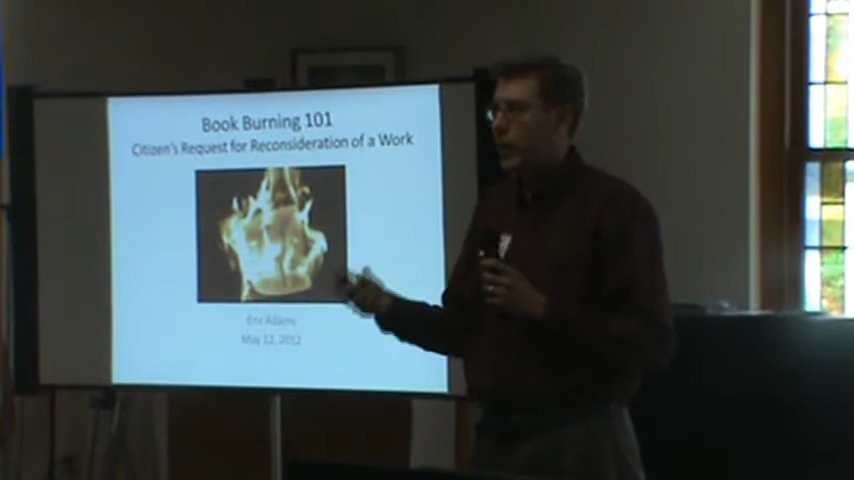 Book Burning 101
Citizen's Request for Reconsideration of a Work
Eric Adams
May 12, 2012